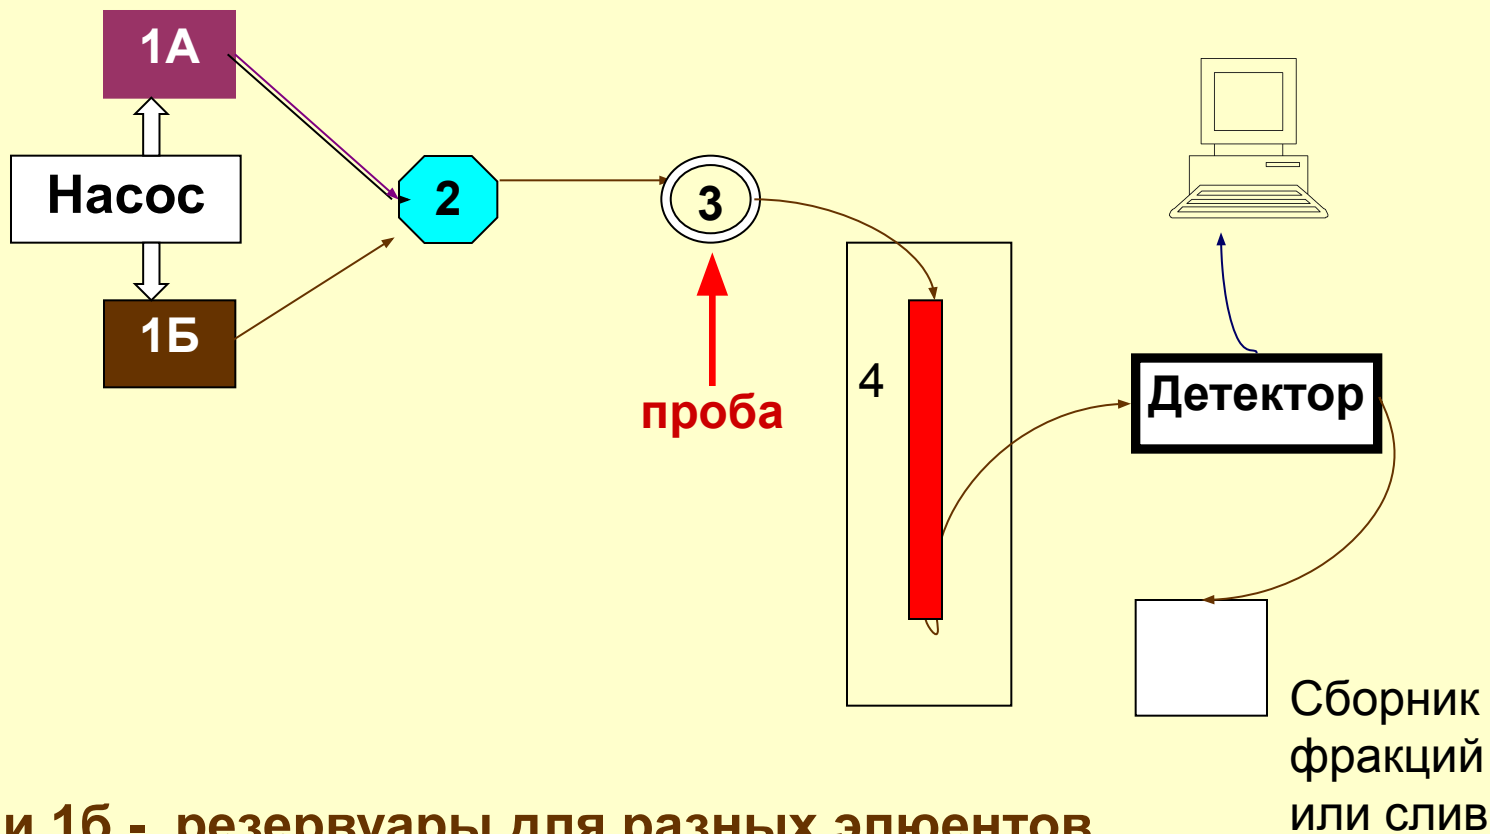 1А
Насос
2
3
1Б
4
проба
Детектор
Сборник
фракций
или слив
и 1б - резервуары для разных элюентов